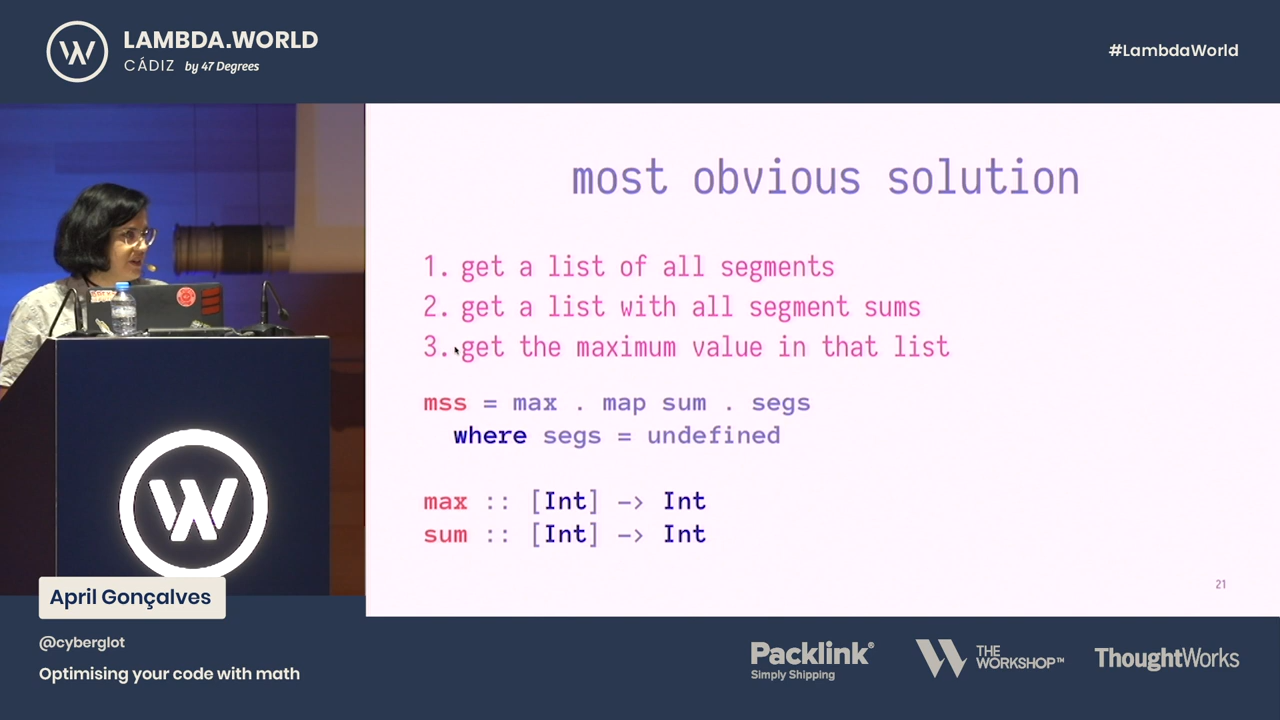 LAMBDA.WORLD
CÁDIZ by 47 Degrees
#LambdaWorld
most obvious solution
1. get a list of all segments
2. get a list with all segment sums
3. get the maximum value in that list
mss = max . map sum . segs
where segs = undefined
max :: [Int] -> Int
sum :: [Int] -> Int
21
W
April Gonçalves
@cyberglot
Optimising your code with math
Packlink®
Simply Shipping
THE
WORKSHOP™
ThoughtWorks